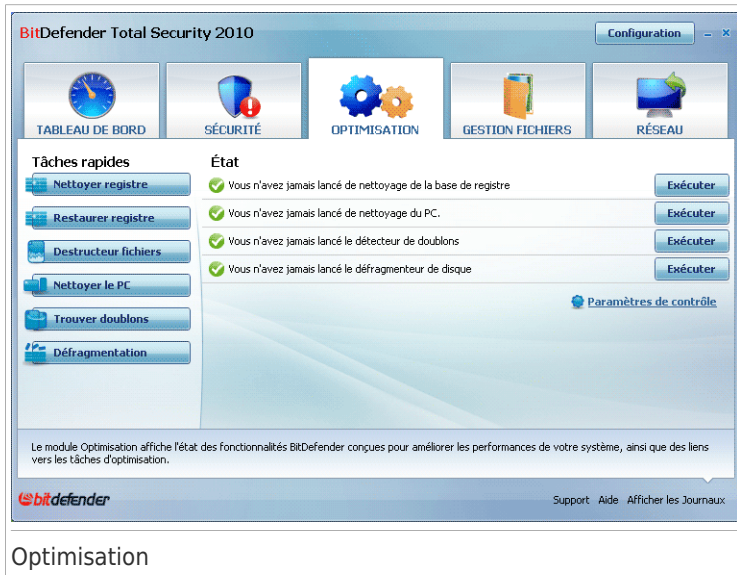 BitDefender Total Security 2010
Configuration
TABLEAU DE BORD
SÉCURITÉ
OPTIMISATION
GESTION FICHIERS
RÉSEAU
Tâches rapides
Nettoyer registre
Restaurer registre
Destructeur fichiers
Nettoyer le PC
Trouver doublons
Défragmentation
État
Vous n'avez jamais lancé de nettoyage de la base de registre
Exécuter
Vous n'avez jamais lancé de nettoyage du PC.
Exécuter
Vous n'avez jamais lancé le détecteur de doublons
Exécuter
Vous n'avez jamais lancé le défragmenteur de disque
Exécuter
Paramètres de contrôle
Le module Optimisation affiche l'état des fonctionnalités BitDefender conçues pour améliorer les performances de votre système, ainsi que des liens
vers les tâches d'optimisation.
bitdefender
Support Aide Afficher les Journaux
Optimisation